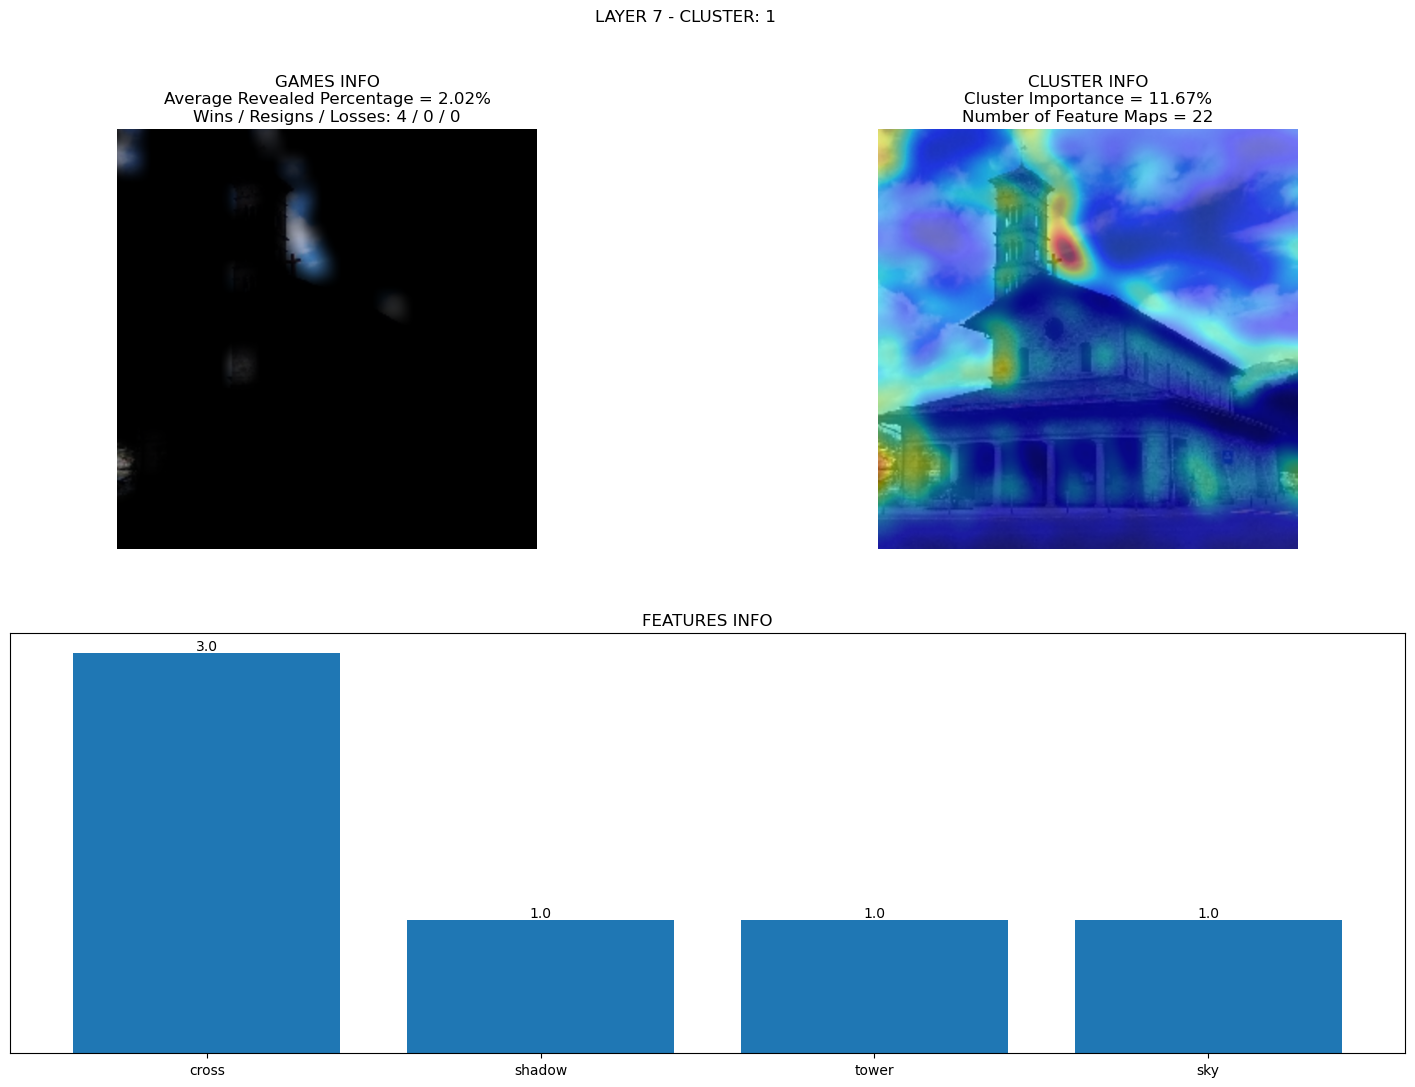 LAYER 7 - CLUSTER: 1
GAMES INFO
Average Revealed Percentage = 2.02%
Wins / Resigns / Losses: 4 / 0 / 0
CLUSTER INFO
Cluster Importance = 11.67%
Number of Feature Maps = 22
FEATURES INFO
3.0
1.0
1.0
1.0
cross
shadow
tower
sky